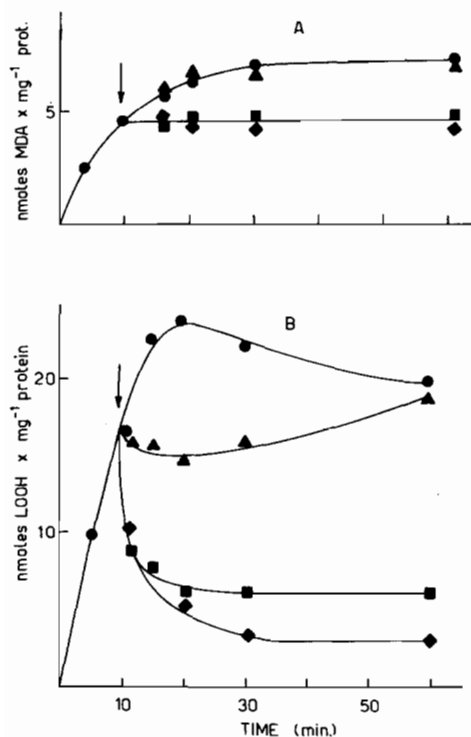 A
nmoles MDA x mg⁻¹ prot.
5
B
nmoles LOOH x mg⁻¹ protein
20
10
10 30 50
TIME (min.)